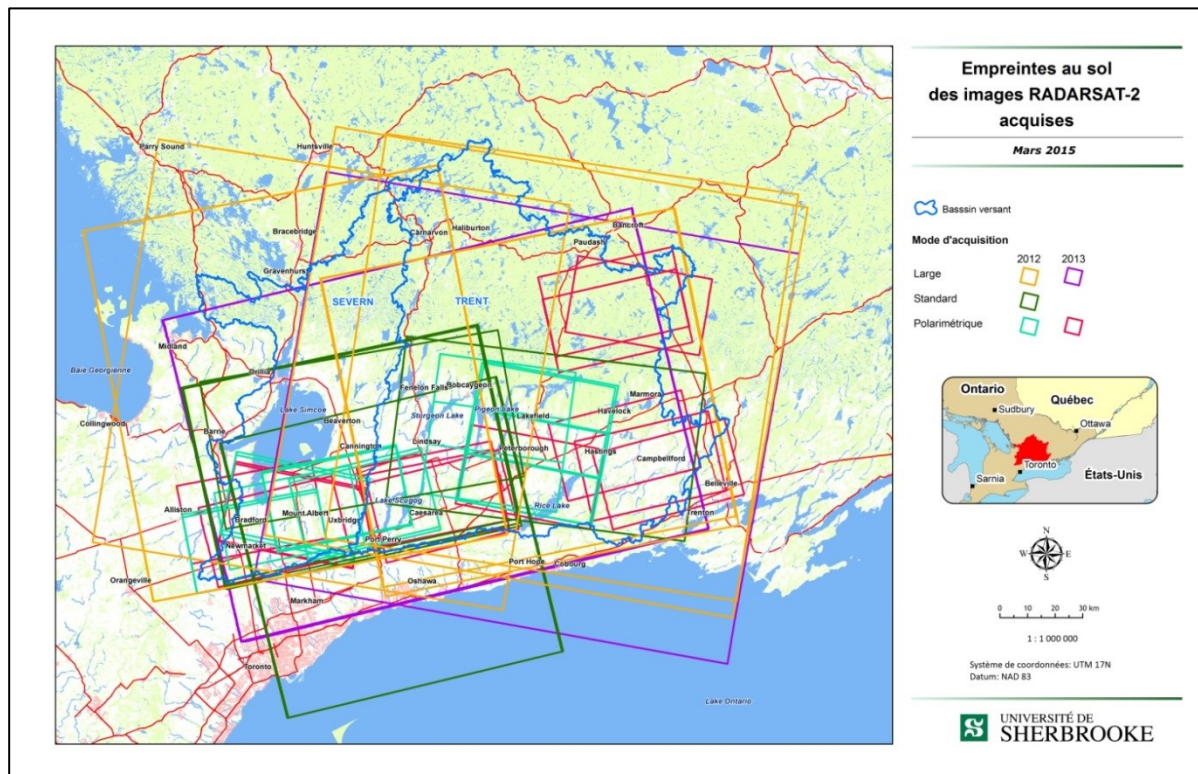 Parry Sound
Huntsville
Bracebridge
Carnarvon
Haliburton
Bancroft
Paudash
Gravenhurst
SEVERN
TRENT
Midland
Baie Georgienne
Orillia
Fenelon Falls
Bobcaygeon
Marmora
Lake Simcoe
Sturgeon Lake
Pigeon Lake
Lakefield
Havelock
Collingwood
Barrie
Beaverton
Cannington
Lindsay
Peterborough
Hastings
Campbellford
Belleville
Alliston
Bradford
Mount Albert
Uxbridge
Lake Scugog
Caesarea
Rice Lake
Trenton
Newmarket
Port Perry
Orangeville
Oshawa
Port Hope
Cobourg
Markham
Toronto
Lake Ontario
Empreintes au sol
des images RADARSAT-2
acquises
Mars 2015
Basssin versant
Mode d'acquisition
2012 2013
Large
Standard
Polarimétrique
Ontario
Québec
Sudbury
Ottawa
Toronto
Sarnia
États-Unis
N
W E
S
0 10 20 30 km
1 : 1 000 000
Système de coordonnées: UTM 17N
Datum: NAD 83
S
UNIVERSITÉ DE
SHERBROOKE